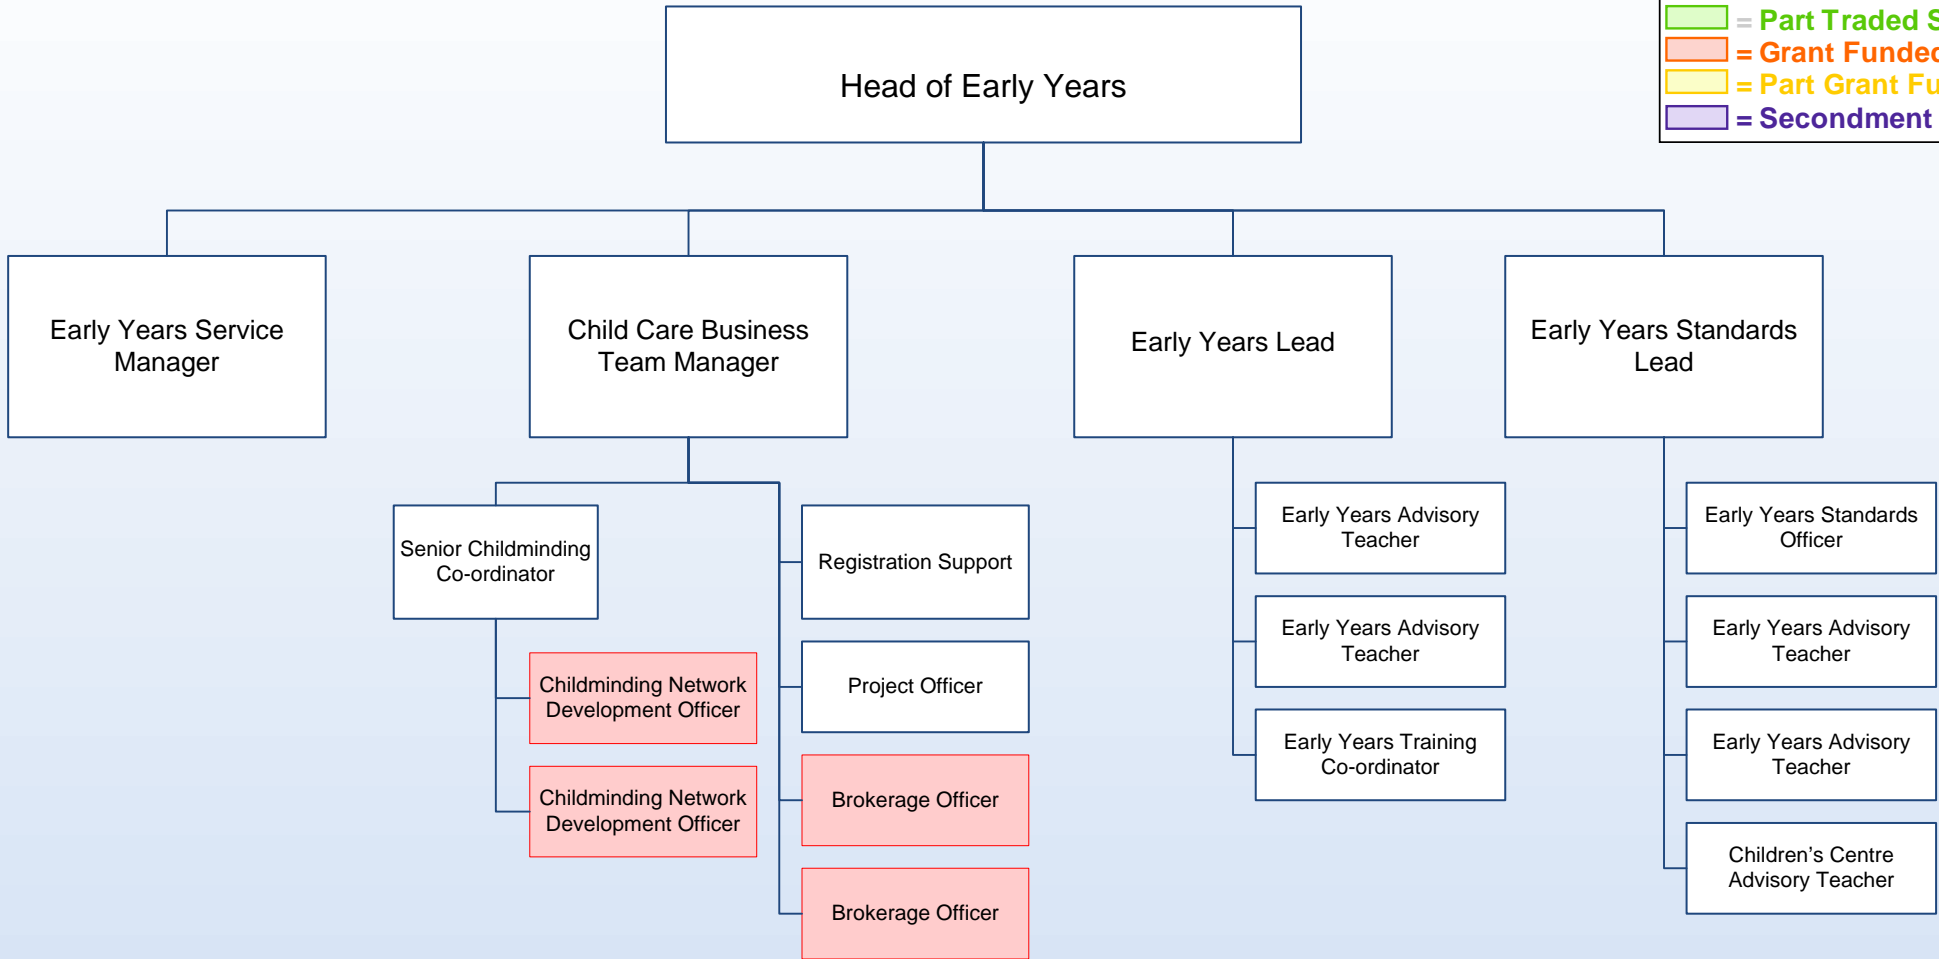 = Part Traded
= Grant Funded
= Part Grant
= Secondment
Head of Early Years
Early Years Service
Manager
Child Care Business
Team Manager
Early Years Lead
Early Years Standards
Lead
Senior Childminding
Co-ordinator
Childminding Network
Development Officer
Childminding Network
Development Officer
Registration Support
Project Officer
Brokerage Officer
Brokerage Officer
Early Years Advisory
Teacher
Early Years Advisory
Teacher
Early Years Training
Co-ordinator
Early Years Standards
Officer
Early Years Advisory
Teacher
Early Years Advisory
Teacher
Children’s Centre
Advisory Teacher